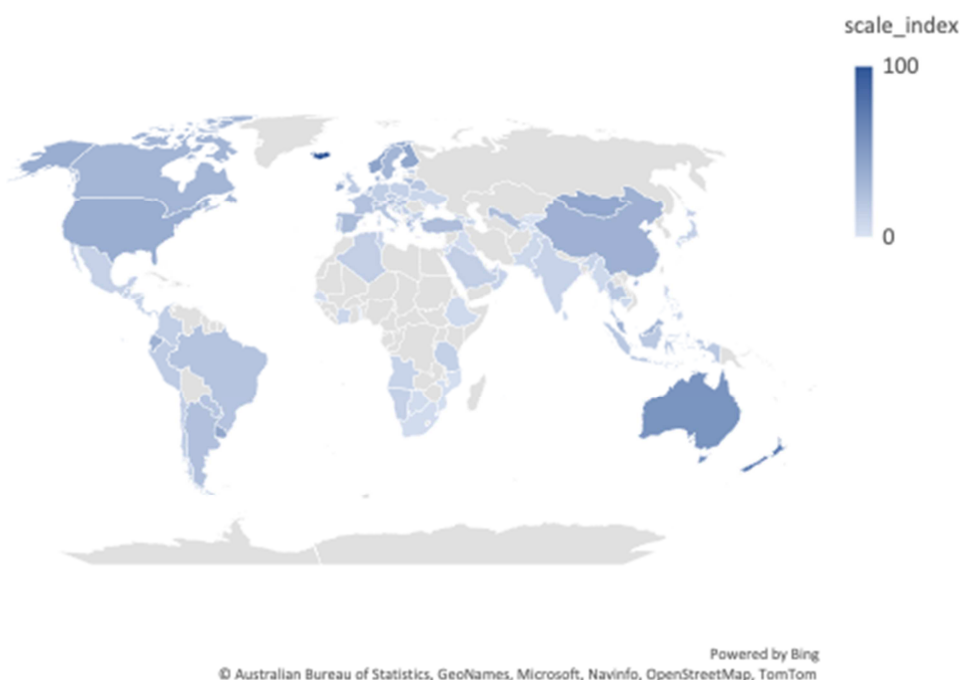 scale_index
100
0
Powered by Bing
© Australian Bureau of Statistics, GeoNames, Microsoft, Navinfo, OpenStreetMap, TomTom